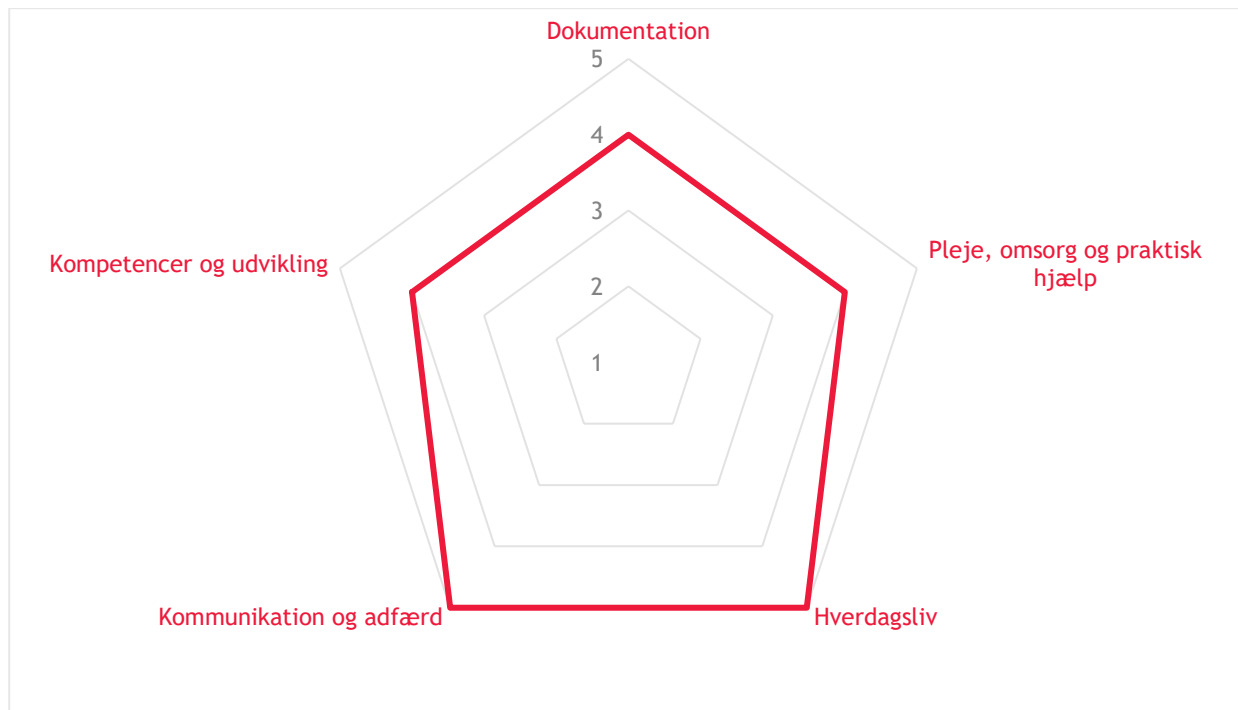 Dokumentation
5
4
3
2
1
Pleje, omsorg og praktisk
hjælp
Kompetencer og udvikling
Kommunikation og adfærd
Hverdagsliv